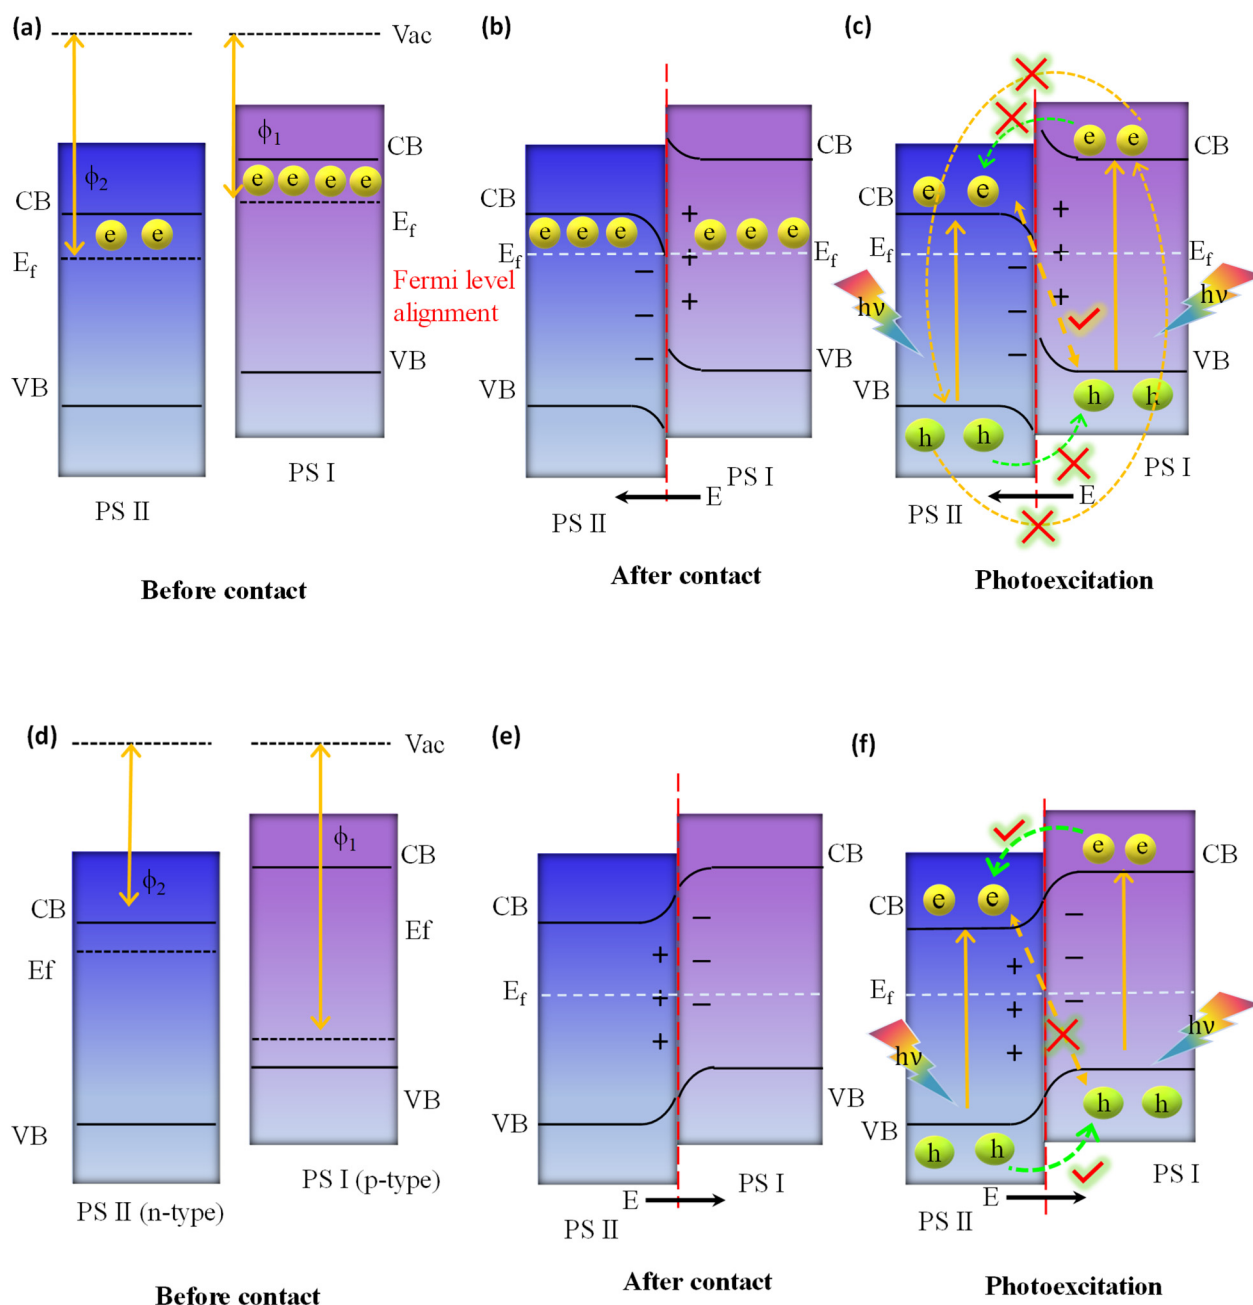 (a)
Vac
ϕ1
CB
e e e e
ϕ2
CB
e e
Ef
Ef
Fermi level
alignment
VB
VB
PS I
PS II
Before contact
(b)
CB
CB
+
e e e
e e e
Ef
Ef
+
−
+
−
−
VB
VB
PS I
E
PS II
After contact
(c)
e e
CB
e e
CB
+
Ef
+
Ef
−
hν
+
hν
−
−
VB
VB
h h
h h
PS I
E
PS II
Photoexcitation
(d)
Vac
ϕ1
CB
ϕ2
CB
Ef
Ef
VB
VB
PS I (p-type)
PS II (n-type)
Before contact
(e)
CB
CB
−
+
−
Ef
+
−
+
VB
VB
PS I
E
PS II
After contact
(f)
e e
CB
e e
CB
−
+
−
Ef
+
−
hν
+
hν
h h
VB
VB
h h
PS I
E
PS II
Photoexcitation